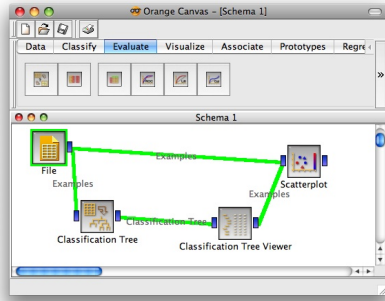 Orange Canvas - [Schema 1]
Data Classify Evaluate Visualize Associate Prototypes Regre
»
Schema 1
Examples
File
Scatterplot
Examples
Examples
Classification Tree
Classification Tree
Classification Tree Viewer